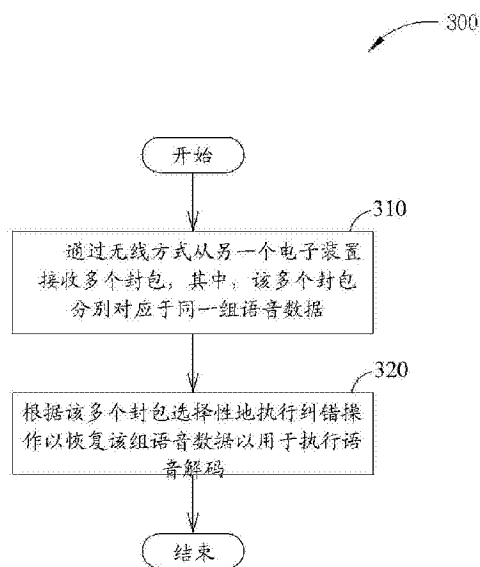 300
开始
310
通过无线方式从另一个电子装置
接收多个封包，其中，该多个封包
分别对应于同一组语音数据
320
根据该多个封包选择性地执行纠错操
作以恢复该组语音数据以用于执行语
音解码
结束